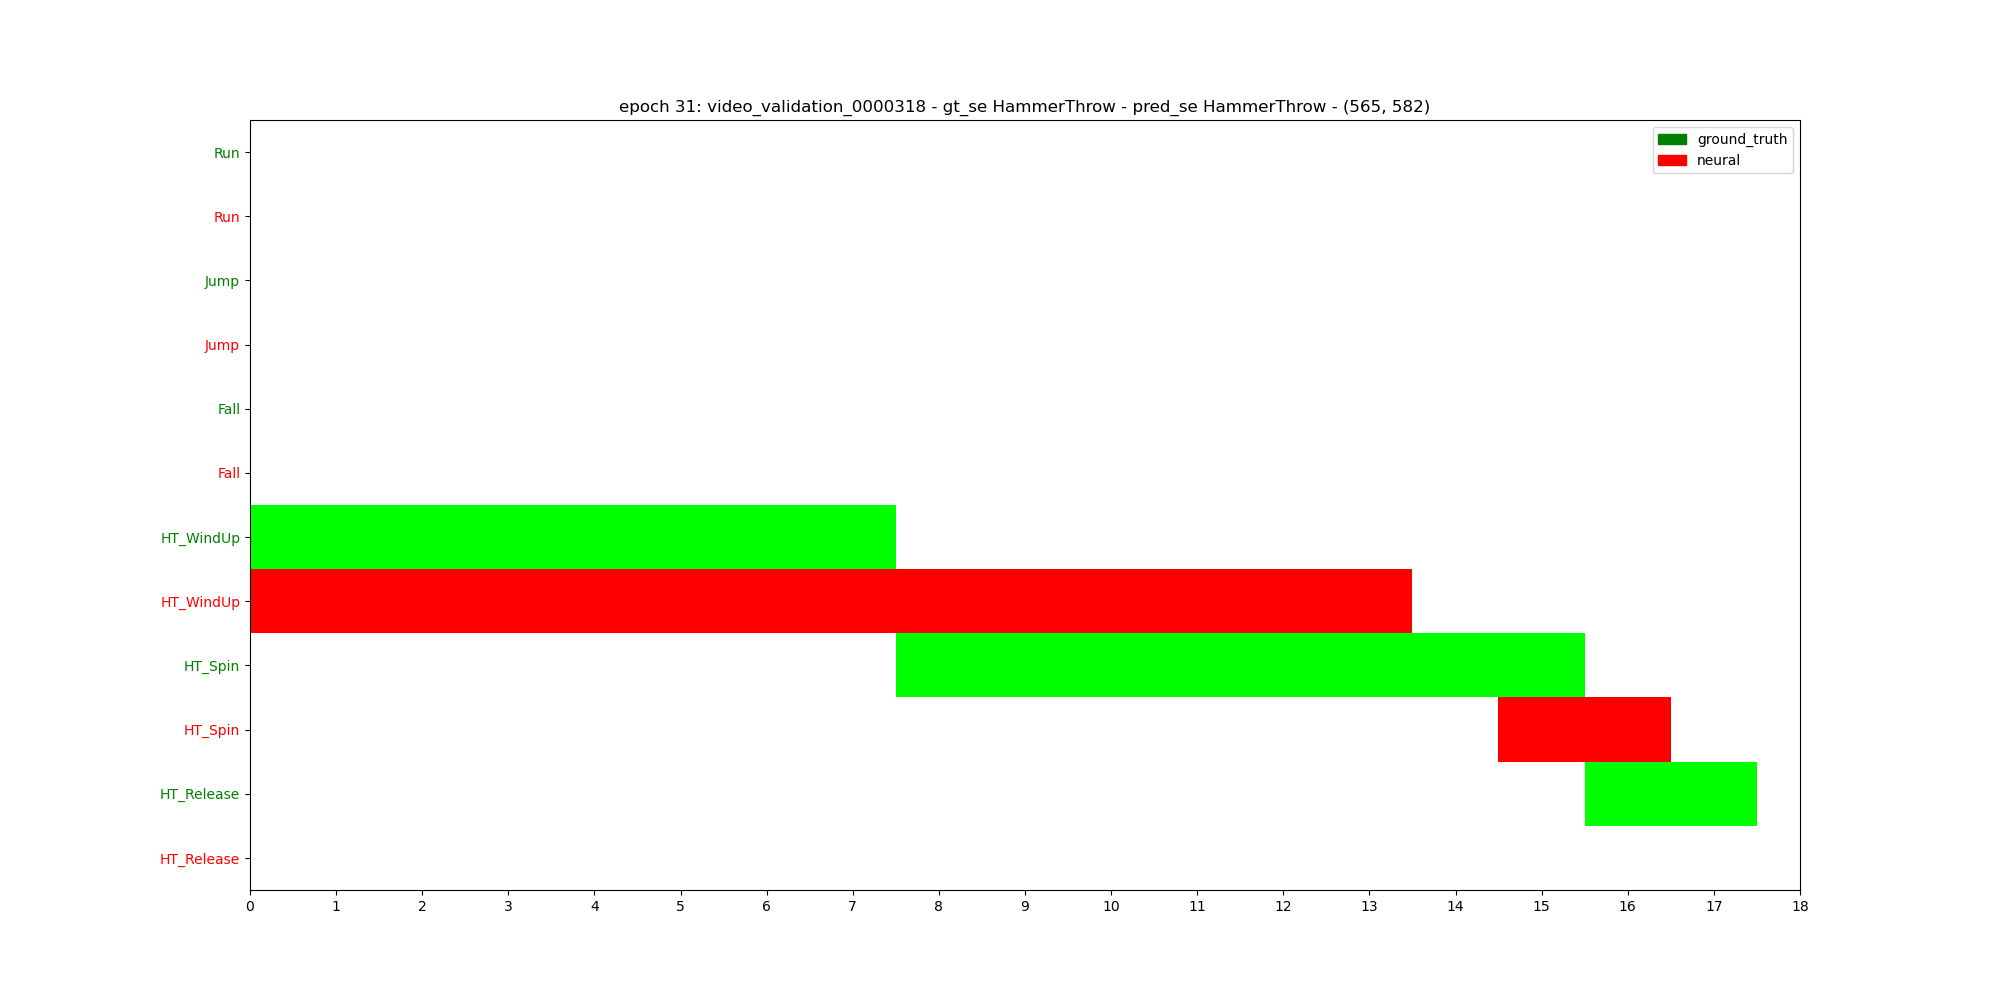 epoch 31: video_validation_0000318 - gt_se HammerThrow - pred_se HammerThrow - (565, 582)
ground_truth
neural
Run
Run
Jump
Jump
Fall
Fall
HT_WindUp
HT_WindUp
HT_Spin
HT_Spin
HT_Release
HT_Release
0 1 2 3 4 5 6 7 8 9 10 11 12 13 14 15 16 17 18